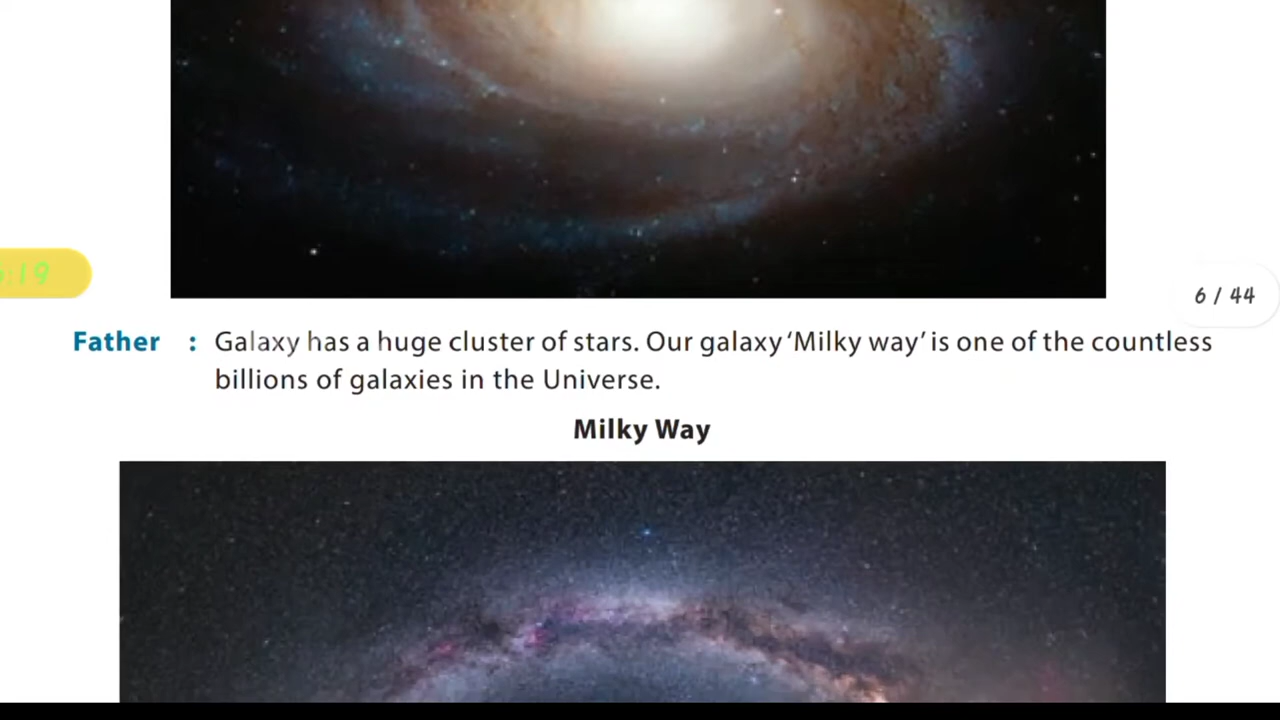 :19
6 / 44
Father : Galaxy has a huge cluster of stars. Our galaxy ‘Milky way’ is one of the countless
billions of galaxies in the Universe.
Milky Way